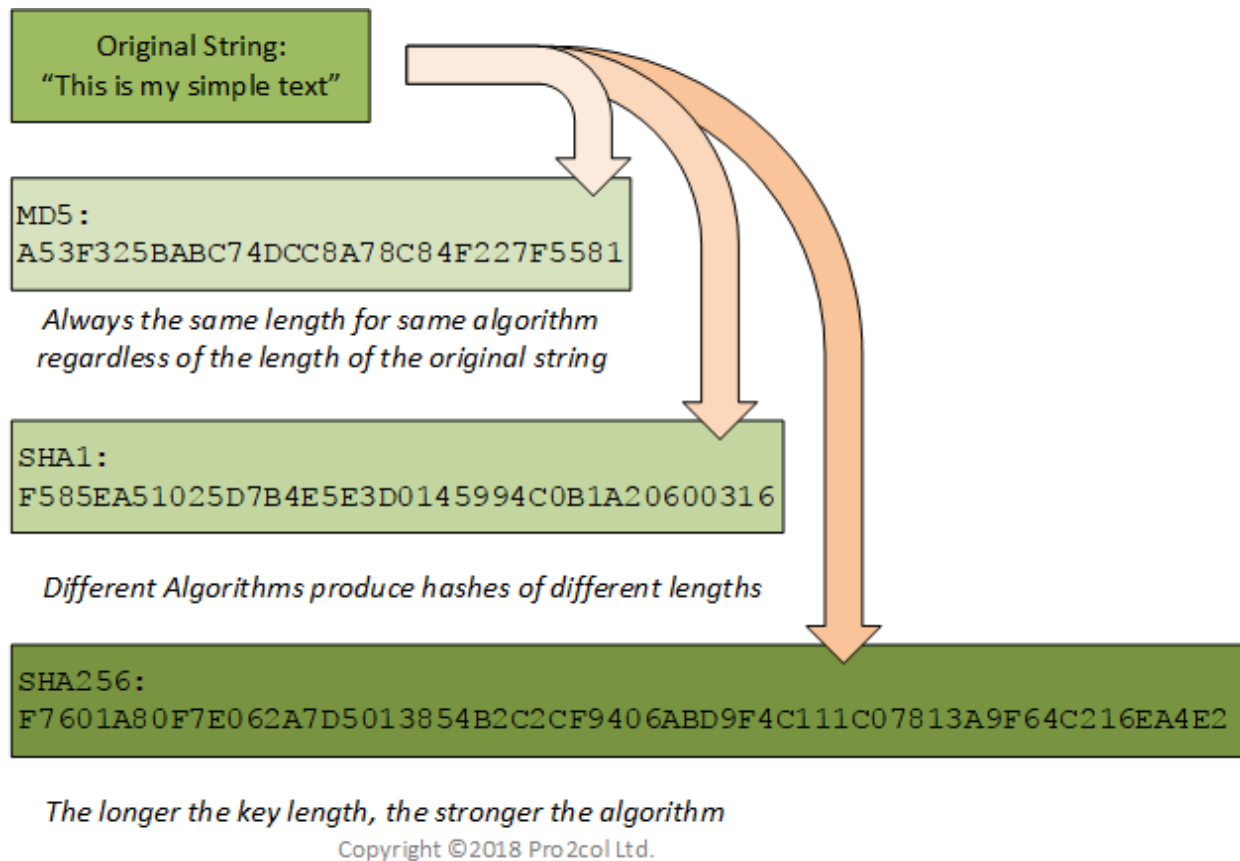 Original String:
“This is my simple text”
MD5:
A53F325BABC74DCC8A78C84F227F5581
Always the same length for same algorithm
regardless of the length of the original string
SHA1:
F585EA51025D7B4E5E3D0145994C0B1A20600316
Different Algorithms produce hashes of different lengths
SHA256:
F7601A80F7E062A7D5013854B2C2CF9406ABD9F4C111C07813A9F64C216EA4E2
The longer the key length, the stronger the algorithm
Copyright ©2018 Pro2col Ltd.